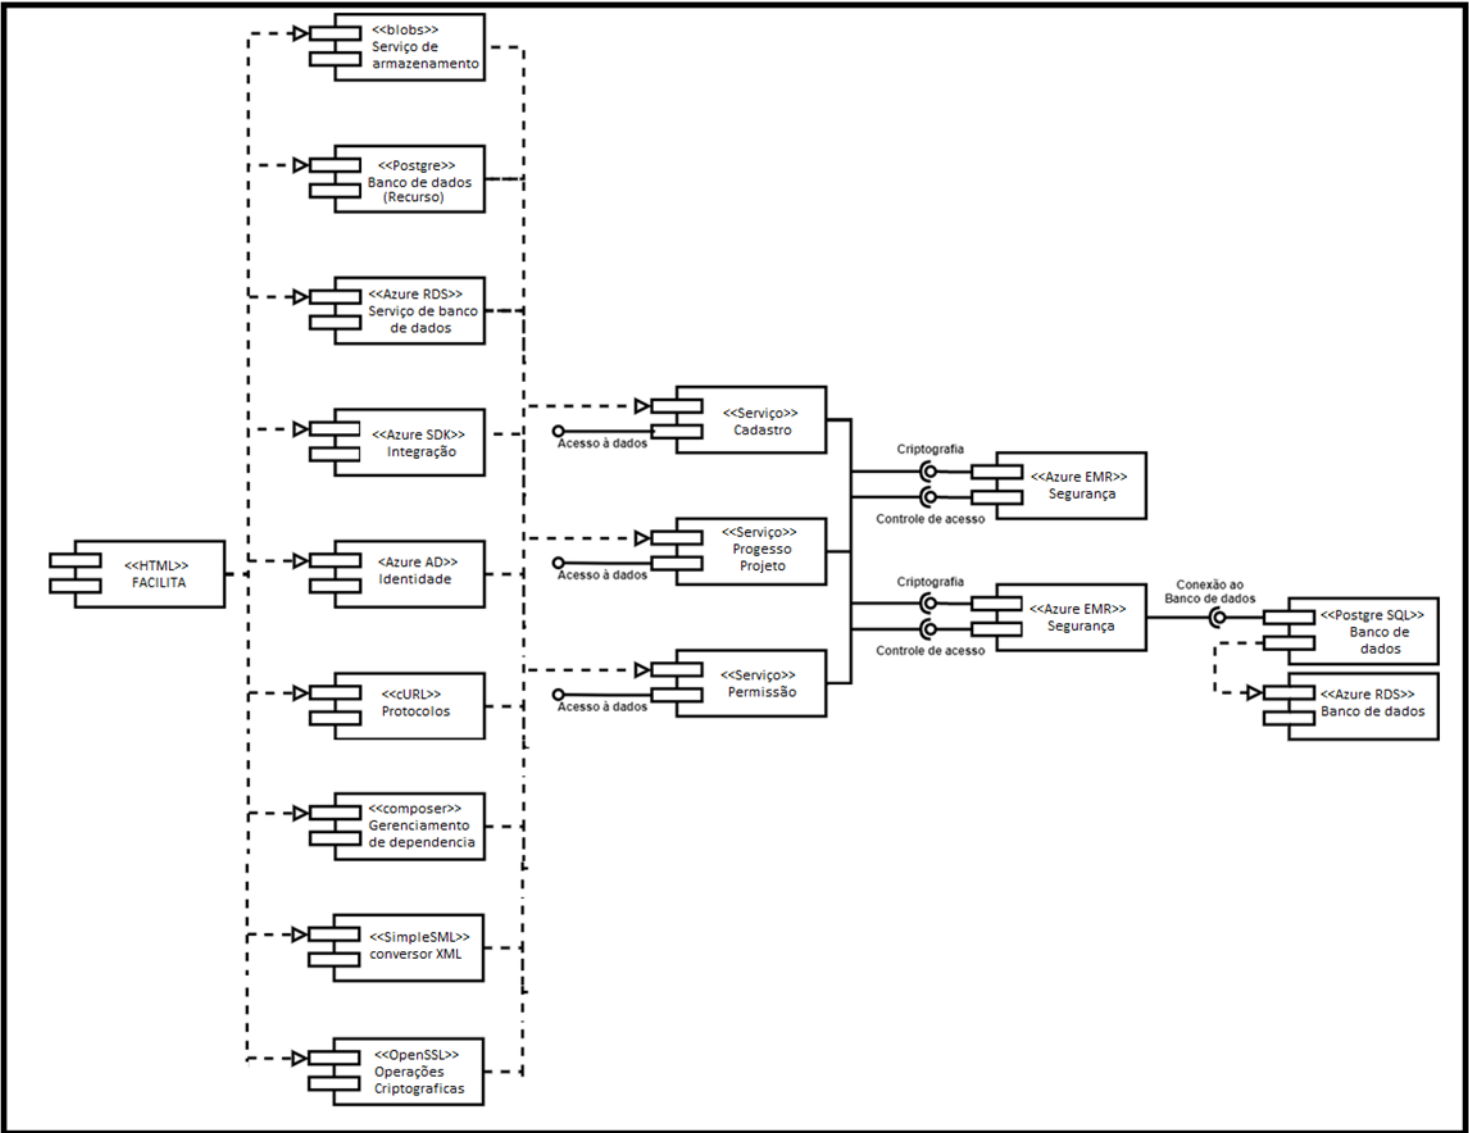 <<blobs>>
Serviço de
armazenamento
<<Postgre>>
Banco de dados
(Recurso)
<<Azure RDS>>
Serviço de banco
de dados
<<Azure SDK>>
Integração
<<HTML>>
FACILITA
<Azure AD>>
Identidade
<<cURL>>
Protocolos
<<composer>>
Gerenciamento
de dependencia
<<SimpleSML>>
conversor XML
<<OpenSSL>>
Operações
Criptograficas
<<Serviço>>
Cadastro
Acesso à dados
<<Serviço>>
Progesso
Projeto
Acesso à dados
<<Serviço>>
Permissão
Acesso à dados
Criptografia
<<Azure EMR>>
Segurança
Controle de acesso
Criptografia
<<Azure EMR>>
Segurança
Controle de acesso
Conexão ao
Banco de dados
<<Postgre SQL>>
Banco de
dados
<<Azure RDS>>
Banco de dados